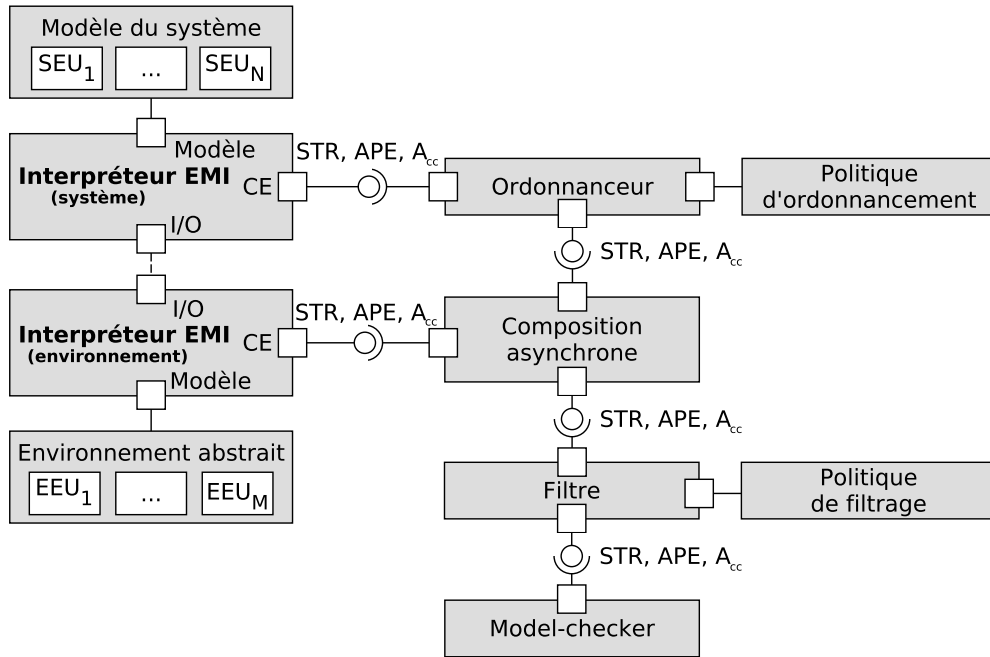 Modèle du système
SEU1 ... SEUN
Modèle
Interpréteur EMI
(système)
CE
I/O
STR, APE, Acc
Ordonnanceur
Politique
d'ordonnancement
STR, APE, Acc
I/O
Interpréteur EMI
(environnement)
CE
Modèle
STR, APE, Acc
Composition
asynchrone
STR, APE, Acc
Environnement abstrait
EEU1 ... EEUM
Filtre
Politique
de filtrage
STR, APE, Acc
Model-checker